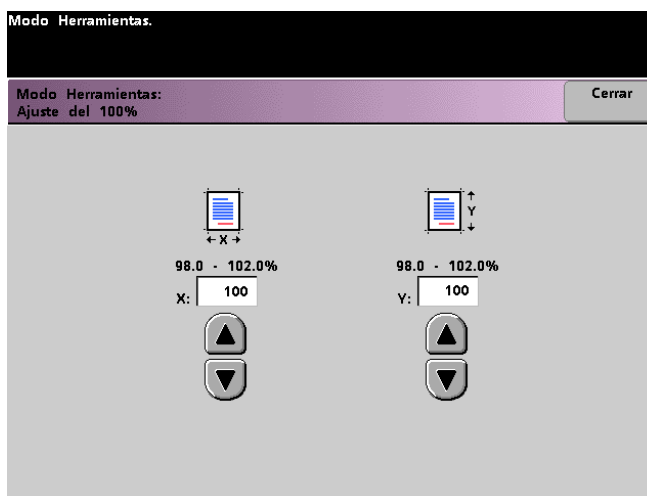 Modo Herramientas.
Modo Herramientas:
Ajuste del 100%
Cerrar
X
Y
98.0 - 102.0%
98.0 - 102.0%
X: 100
Y: 100